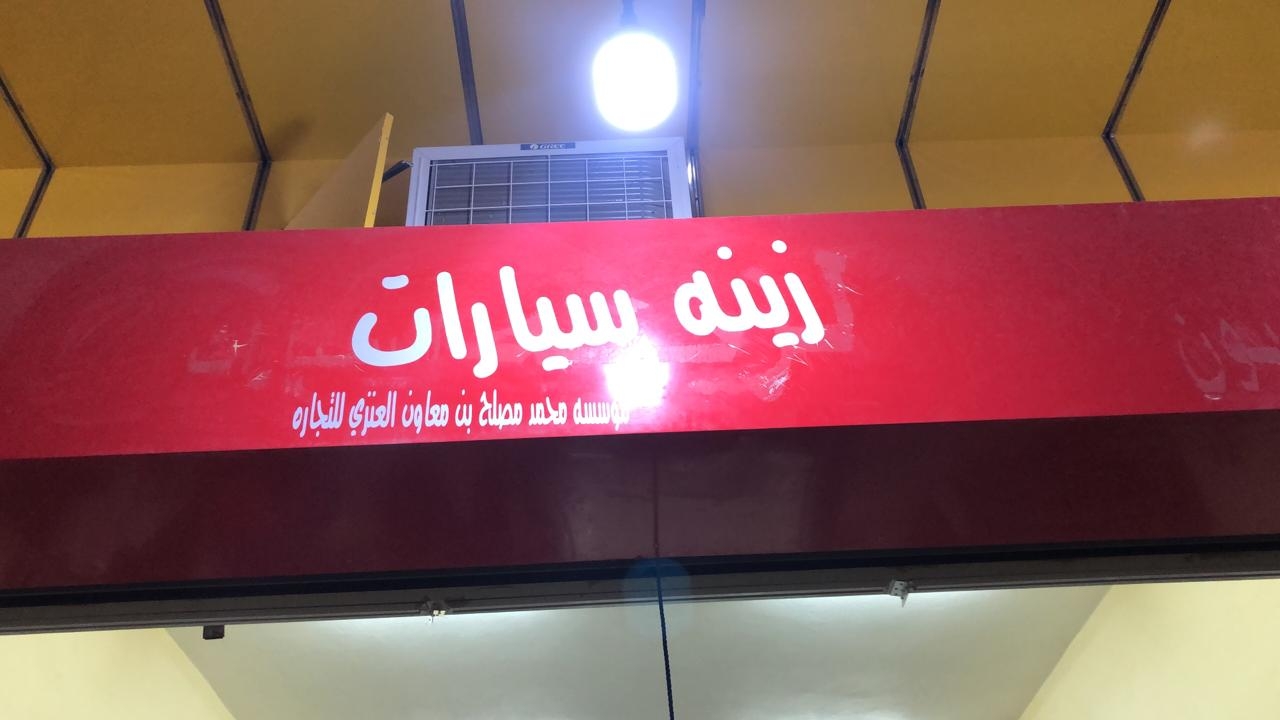 GREE
زينه سيارات
مؤسسه محمد مصلح بن معاون العنزي للتجاره